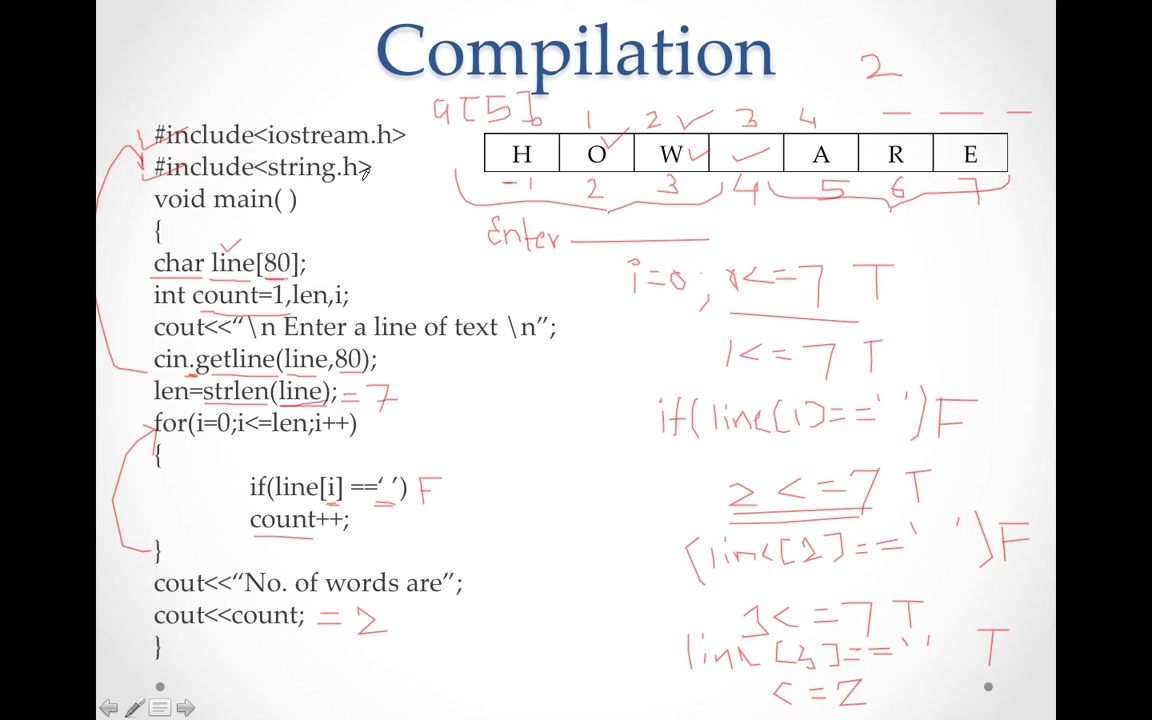 Compilation
2
a[5]
0 1 2 3 4
#include<iostream.h>
H O W A R E
#include<string.h>
1 2 3 4 5 6 7
void main( )
{
Enter
char line[80];
i=0; x<=7 T
int count=1,len,i;
cout<<“\n Enter a line of text \n”;
1<=7 T
cin.getline(line,80);
len=strlen(line); =7
if(line(1)==' ')F
for(i=0;i<=len;i++)
{
if(line[i] ==‘ ’) F
2<=7 T
count++;
(line[2]==' ')F
}
cout<<“No. of words are”;
cout<<count; =2
3<=7 T
}
line[3]==' ' T